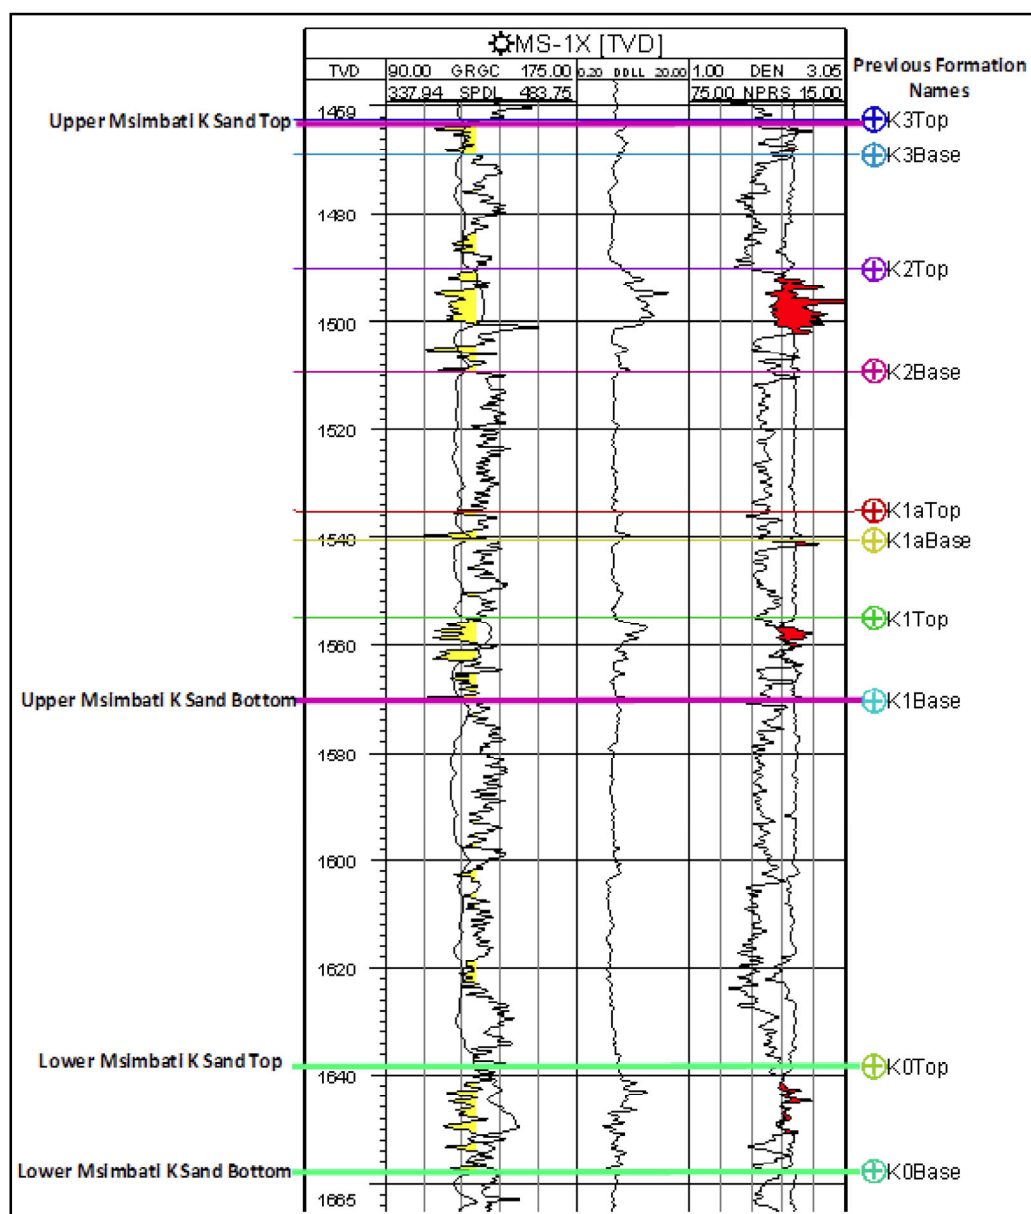 MS-1X [TVD]
TVD 90.00 GRGC 175.00 0.20 DDLL 20.00 1.00 DEN 3.05
337.94 SPDL 483.75 75.00 NPRS 15.00
Previous Formation
Names
1459
Upper Msimbati K Sand Top
K3Top
K3Base
1480
K2Top
1500
K2Base
1520
K1aTop
1540
K1aBase
K1Top
1560
Upper Msimbati K Sand Bottom
K1Base
1580
1600
1620
Lower Msimbati K Sand Top
K0Top
1640
Lower Msimbati K Sand Bottom
K0Base
1665